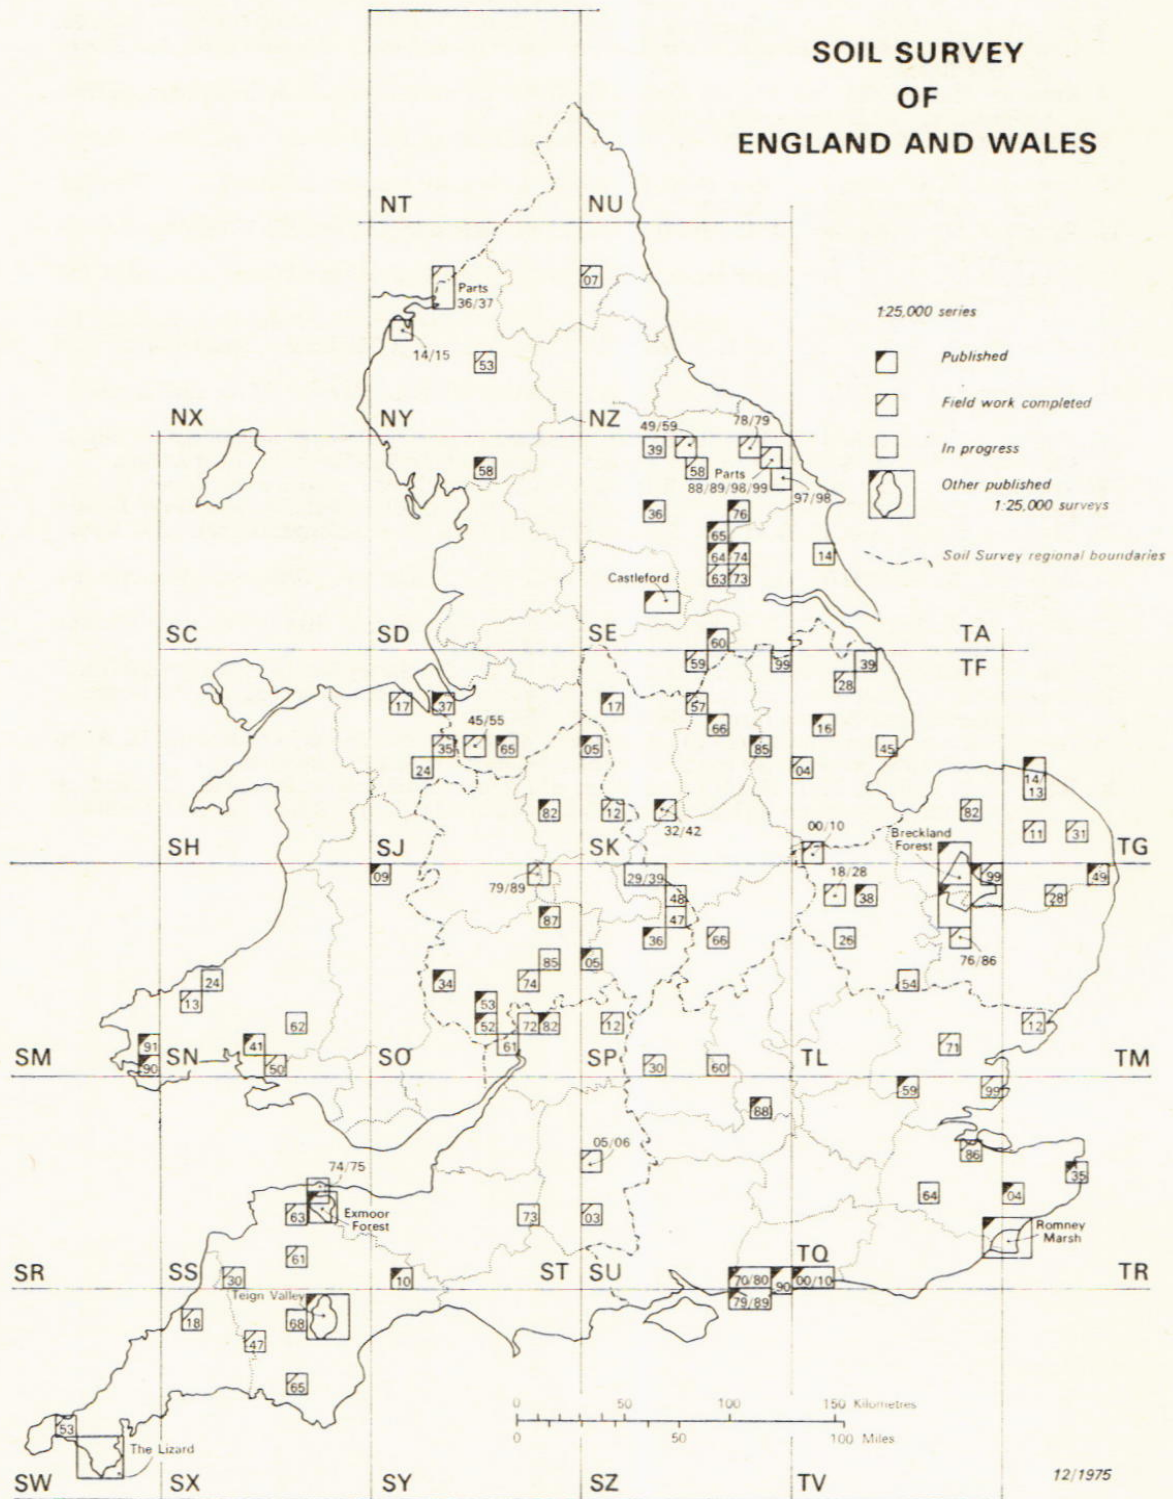 SOIL SURVEY
OF
ENGLAND AND WALES
NT
NU
07
Parts
36/37
14/15
53
1:25,000 series
Published
Field work completed
In progress
Other published
1:25,000 surveys
Soil Survey regional boundaries
NX
NY
NZ
49/59
78/79
39
58
58
Parts
88/89/98/99
97/98
36
76
65
64
74
14
63
73
Castleford
SC
SD
SE
60
TA
59
99
39
TF
28
17
37
17
57
45/55
66
16
35
65
05
85
45
24
04
14/
13
82
12
32/42
82
00/10
Breckland
Forest
11
31
SH
SJ
SK
TG
09
79/89
29/39
18/28
99
49
48
38
28
87
47
36
66
26
76/86
85
05
24
34
74
54
13
53
62
52
72
82
12
12
91
41
61
71
SM
90
SN
50
SO
SP
30
60
TL
TM
59
99
88
05/06
86
74/75
35
63
Exmoor
Forest
73
03
64
04
Romney
Marsh
61
TQ
SR
SS
30
10
ST
SU
70/80
90
00/10
TR
Teign Valley
79/89
18
68
47
65
0
50
100
150 Kilometres
53
0
50
100 Miles
The Lizard
SW
SX
SY
SZ
TV
12/1975